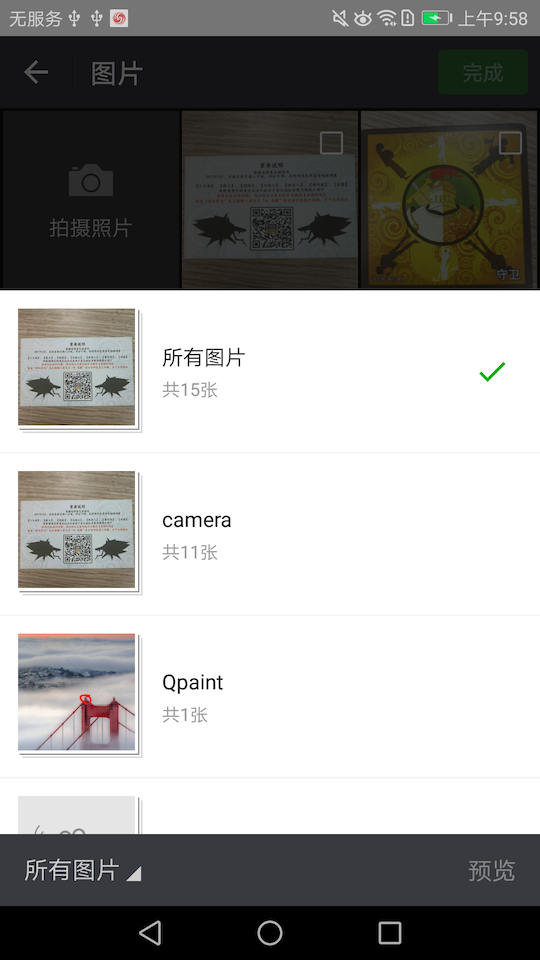 无服务
上午9:58
图片
完成
拍摄照片
守卫
所有图片
共15张
camera
共11张
Qpaint
共1张
所有图片
预览